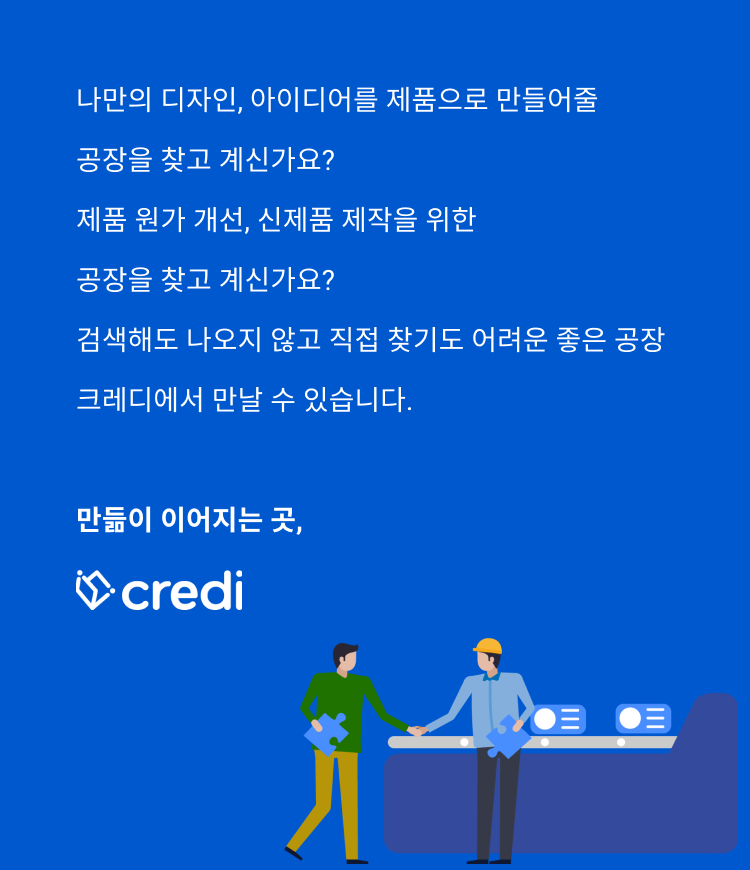 나만의 디자인, 아이디어를 제품으로 만들어줄
공장을 찾고 계신가요?
제품 원가 개선, 신제품 제작을 위한
공장을 찾고 계신가요?
검색해도 나오지 않고 직접 찾기도 어려운 좋은 공장
크레디에서 만날 수 있습니다.
만듦이 이어지는 곳,
credi